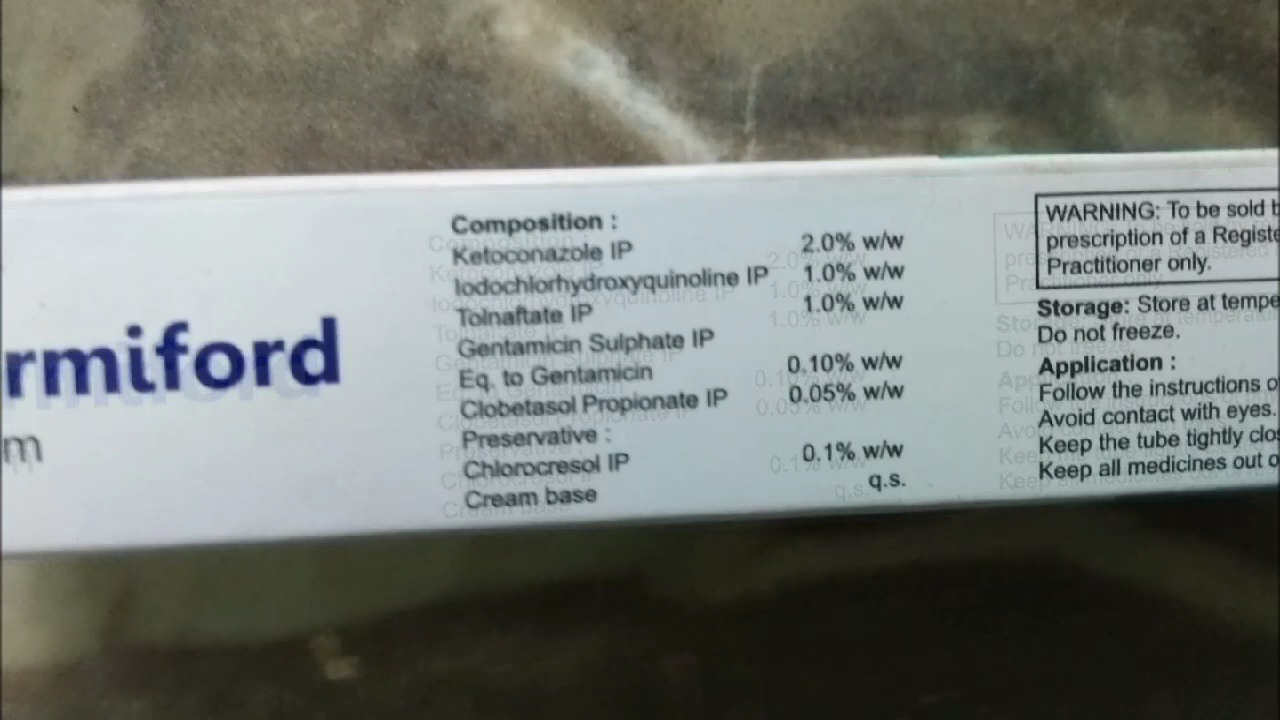 rmiford
m
Composition :
Ketoconazole IP 2.0% w/w
Iodochlorhydroxyquinoline IP 1.0% w/w
Tolnaftate IP 1.0% w/w
Gentamicin Sulphate IP
Eq. to Gentamicin 0.10% w/w
Clobetasol Propionate IP 0.05% w/w
Preservative :
Chlorocresol IP 0.1% w/w
Cream base q.s.
WARNING: To be sold b
prescription of a Registe
Practitioner only.
Storage: Store at tempe
Do not freeze.
Application :
Follow the instructions o
Avoid contact with eyes.
Keep the tube tightly clos
Keep all medicines out o